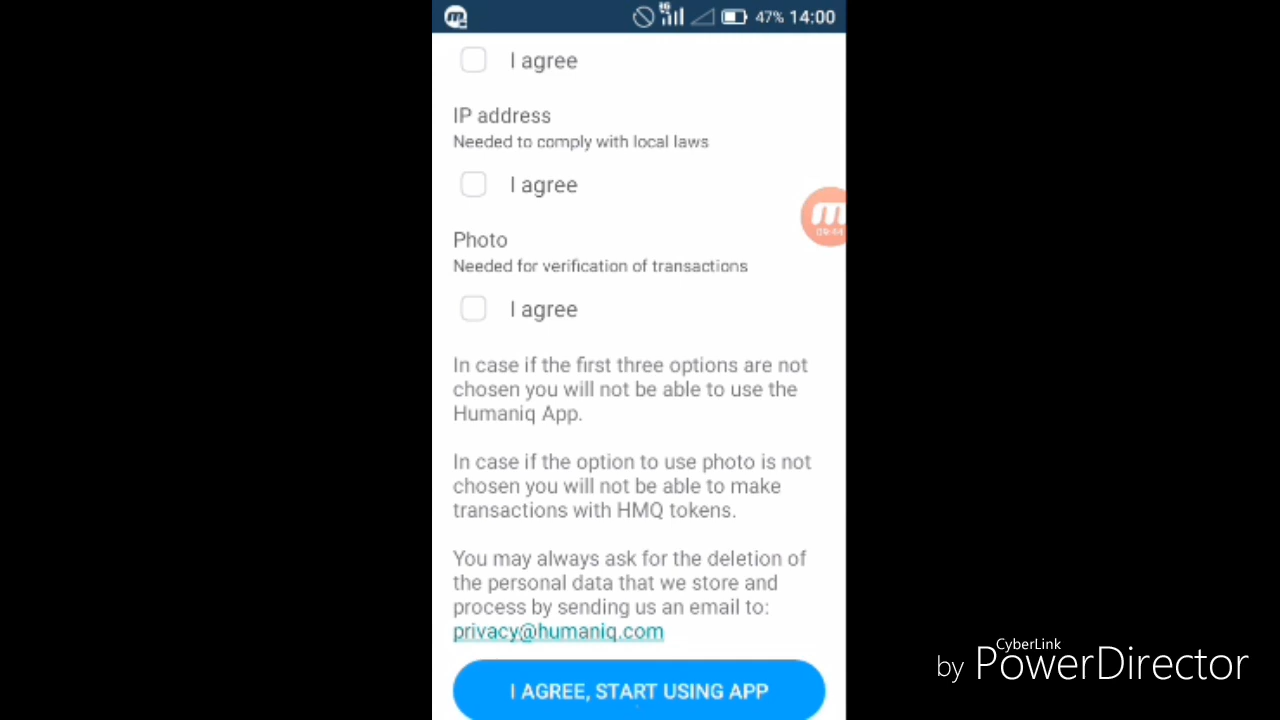 47% 14:00
I agree
IP address
Needed to comply with local laws
I agree
09:44
Photo
Needed for verification of transactions
I agree
In case if the first three options are not
chosen you will not be able to use the
Humaniq App.
In case if the option to use photo is not
chosen you will not be able to make
transactions with HMQ tokens.
You may always ask for the deletion of
the personal data that we store and
process by sending us an email to:
privacy@humaniq.com
I AGREE, START USING APP
CyberLink
by PowerDirector